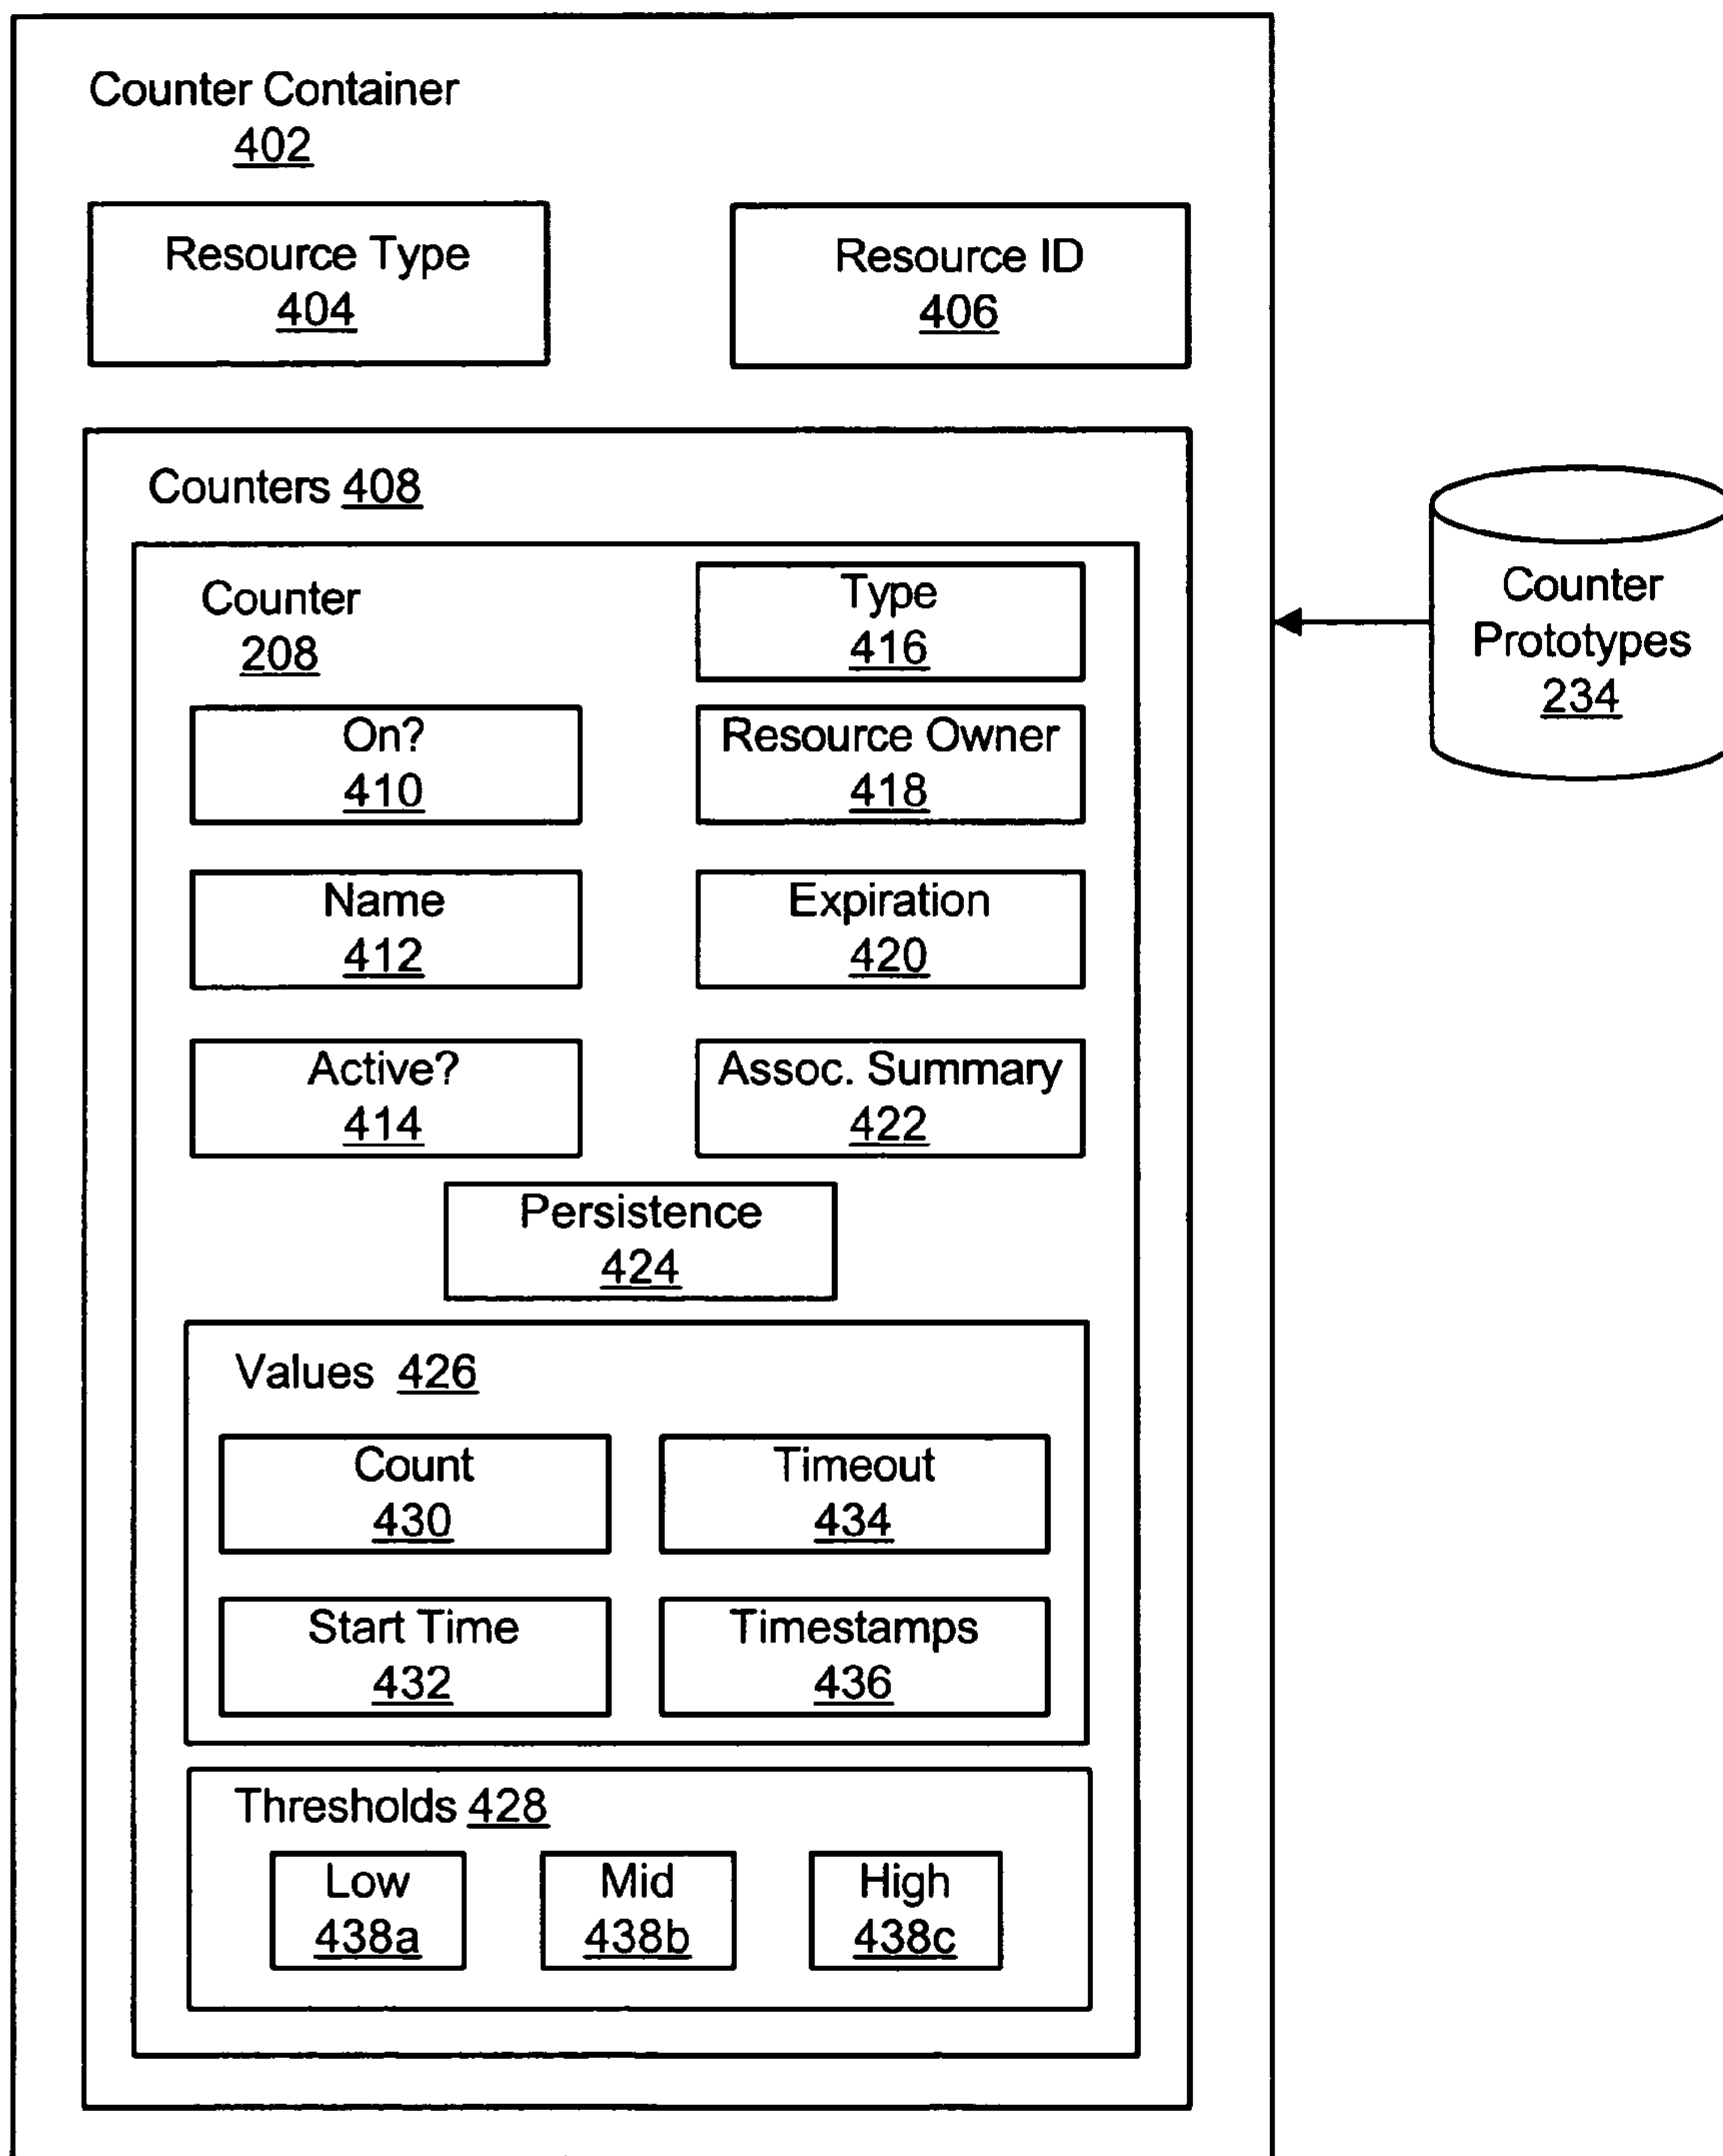 Counter Container
402
Resource Type
404
Resource ID
406
Counters 408
Counter
208
Type
416
On?
410
Resource Owner
418
Name
412
Expiration
420
Active?
414
Assoc. Summary
422
Persistence
424
Values 426
Count
430
Timeout
434
Start Time
432
Timestamps
436
Thresholds 428
Low
438a
Mid
438b
High
438c
Counter
Prototypes
234